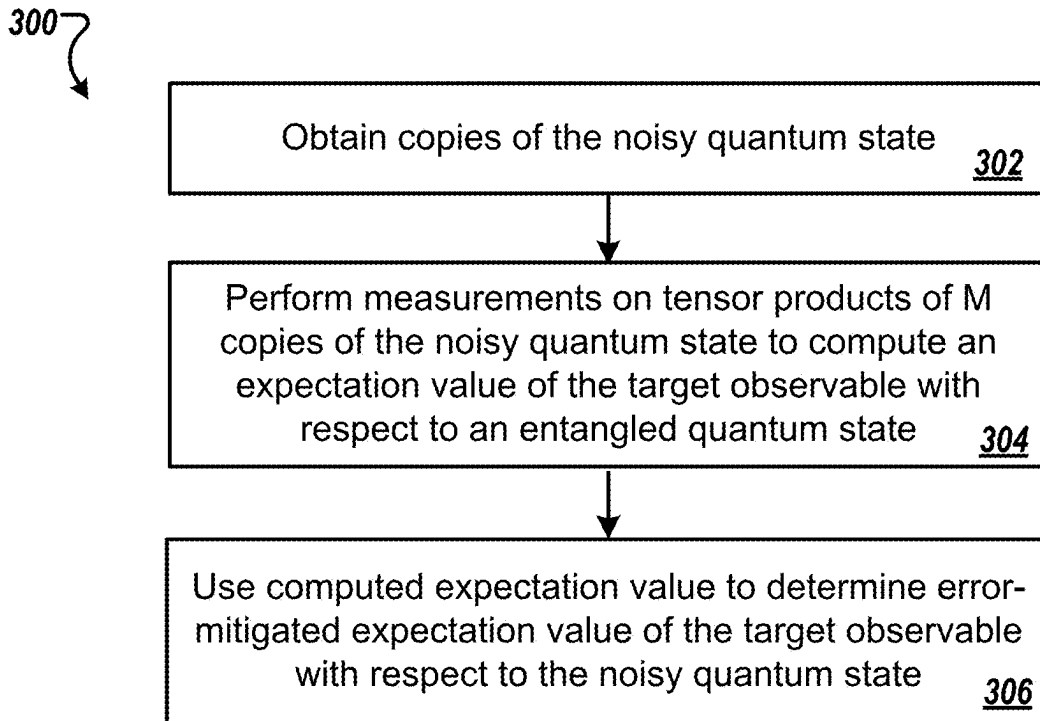 300
Obtain copies of the noisy quantum state
302
Perform measurements on tensor products of M
copies of the noisy quantum state to compute an
expectation value of the target observable with
respect to an entangled quantum state
304
Use computed expectation value to determine error-
mitigated expectation value of the target observable
with respect to the noisy quantum state
306